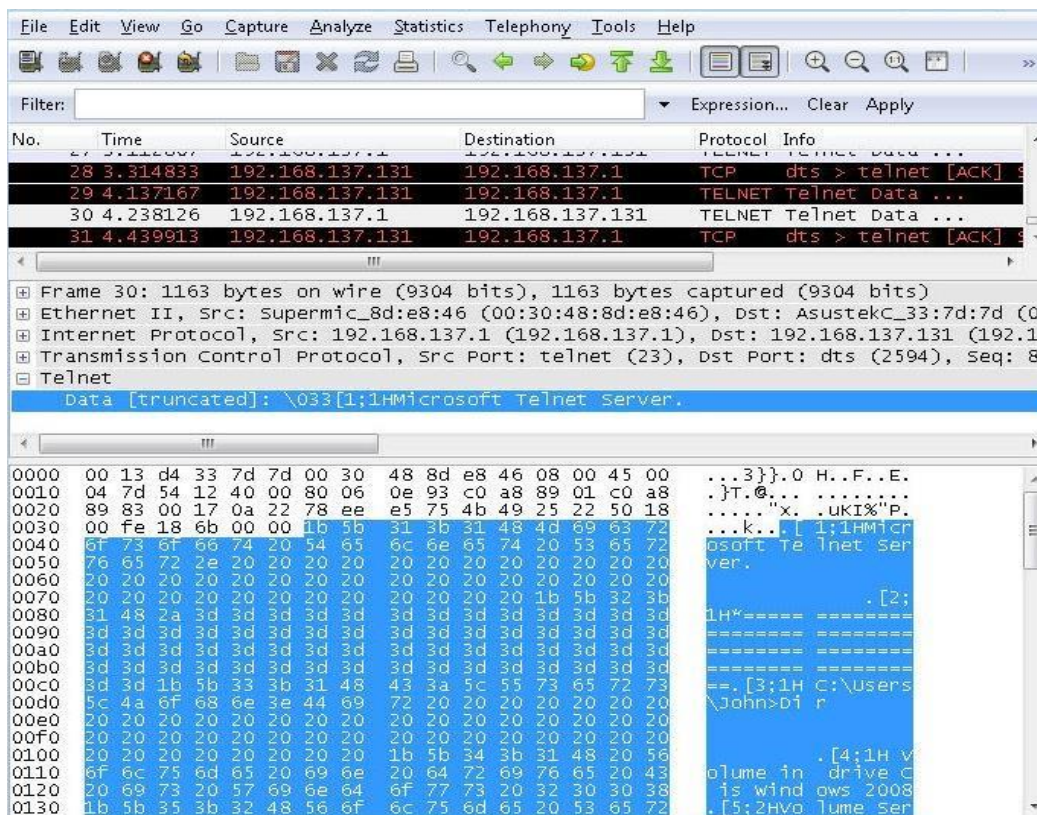 File Edit View Go Capture Analyze Statistics Telephony Tools Help
Filter: Expression... Clear Apply
No. Time Source Destination Protocol Info
28 3.314833 192.168.137.131 192.168.137.1 TCP dts > telnet [ACK]
29 4.137167 192.168.137.131 192.168.137.1 TELNET Telnet Data ...
30 4.238126 192.168.137.1 192.168.137.131 TELNET Telnet Data ...
31 4.439913 192.168.137.131 192.168.137.1 TCP dts > telnet [ACK]
Frame 30: 1163 bytes on wire (9304 bits), 1163 bytes captured (9304 bits)
Ethernet II, Src: Supermic_8d:e8:46 (00:30:48:8d:e8:46), Dst: AsustekC_33:7d:7d (0
Internet Protocol, Src: 192.168.137.1 (192.168.137.1), Dst: 192.168.137.131 (192.1
Transmission Control Protocol, Src Port: telnet (23), Dst Port: dts (2594), Seq: 8
Telnet
Data [truncated]: \033[1;1HMicrosoft Telnet Server.
0000 00 13 d4 33 7d 7d 00 30 48 8d e8 46 08 00 45 00 ...3}}.0 H..F..E.
0010 04 7d 54 12 40 00 80 06 0e 93 c0 a8 89 01 c0 a8 .}T.@... ........
0020 89 83 00 17 0a 22 78 ee e5 75 4b 49 25 22 50 18 ....."x. .uKI%"P.
0030 00 fe 18 6b 00 00 1b 5b 31 3b 31 48 4d 69 63 72 ...k...[ 1;1HMicr
0040 6f 73 6f 66 74 20 54 65 6c 6e 65 74 20 53 65 72 osoft Te lnet Ser
0050 76 65 72 2e 20 20 20 20 20 20 20 20 20 20 20 20 ver.
0060 20 20 20 20 20 20 20 20 20 20 20 20 20 20 20 20
0070 20 20 20 20 20 20 20 20 20 20 20 20 1b 5b 32 3b .[2;
0080 31 48 2a 3d 3d 3d 3d 3d 3d 3d 3d 3d 3d 3d 3d 3d 1H*===== ========
0090 3d 3d 3d 3d 3d 3d 3d 3d 3d 3d 3d 3d 3d 3d 3d 3d ======== ========
00a0 3d 3d 3d 3d 3d 3d 3d 3d 3d 3d 3d 3d 3d 3d 3d 3d ======== ========
00b0 3d 3d 3d 3d 3d 3d 3d 3d 3d 3d 3d 3d 3d 3d 3d 3d ======== ========
00c0 3d 3d 1b 5b 33 3b 31 48 43 3a 5c 55 73 65 72 73 ==.[3;1H C:\Users
00d0 5c 4a 6f 68 6e 3e 44 69 72 20 20 20 20 20 20 20 \John>Di r
00e0 20 20 20 20 20 20 20 20 20 20 20 20 20 20 20 20
00f0 20 20 20 20 20 20 20 20 20 20 20 20 20 20 20 20
0100 20 20 20 20 20 20 20 20 1b 5b 34 3b 31 48 20 56 .[4;1H V
0110 6f 6c 75 6d 65 20 69 6e 20 64 72 69 76 65 20 43 olume in drive C
0120 20 69 73 20 57 69 6e 64 6f 77 73 20 32 30 30 38 is Wind ows 2008
0130 1b 5b 35 3b 32 48 56 6f 6c 75 6d 65 20 53 65 72 .[5;2HVo lume Ser